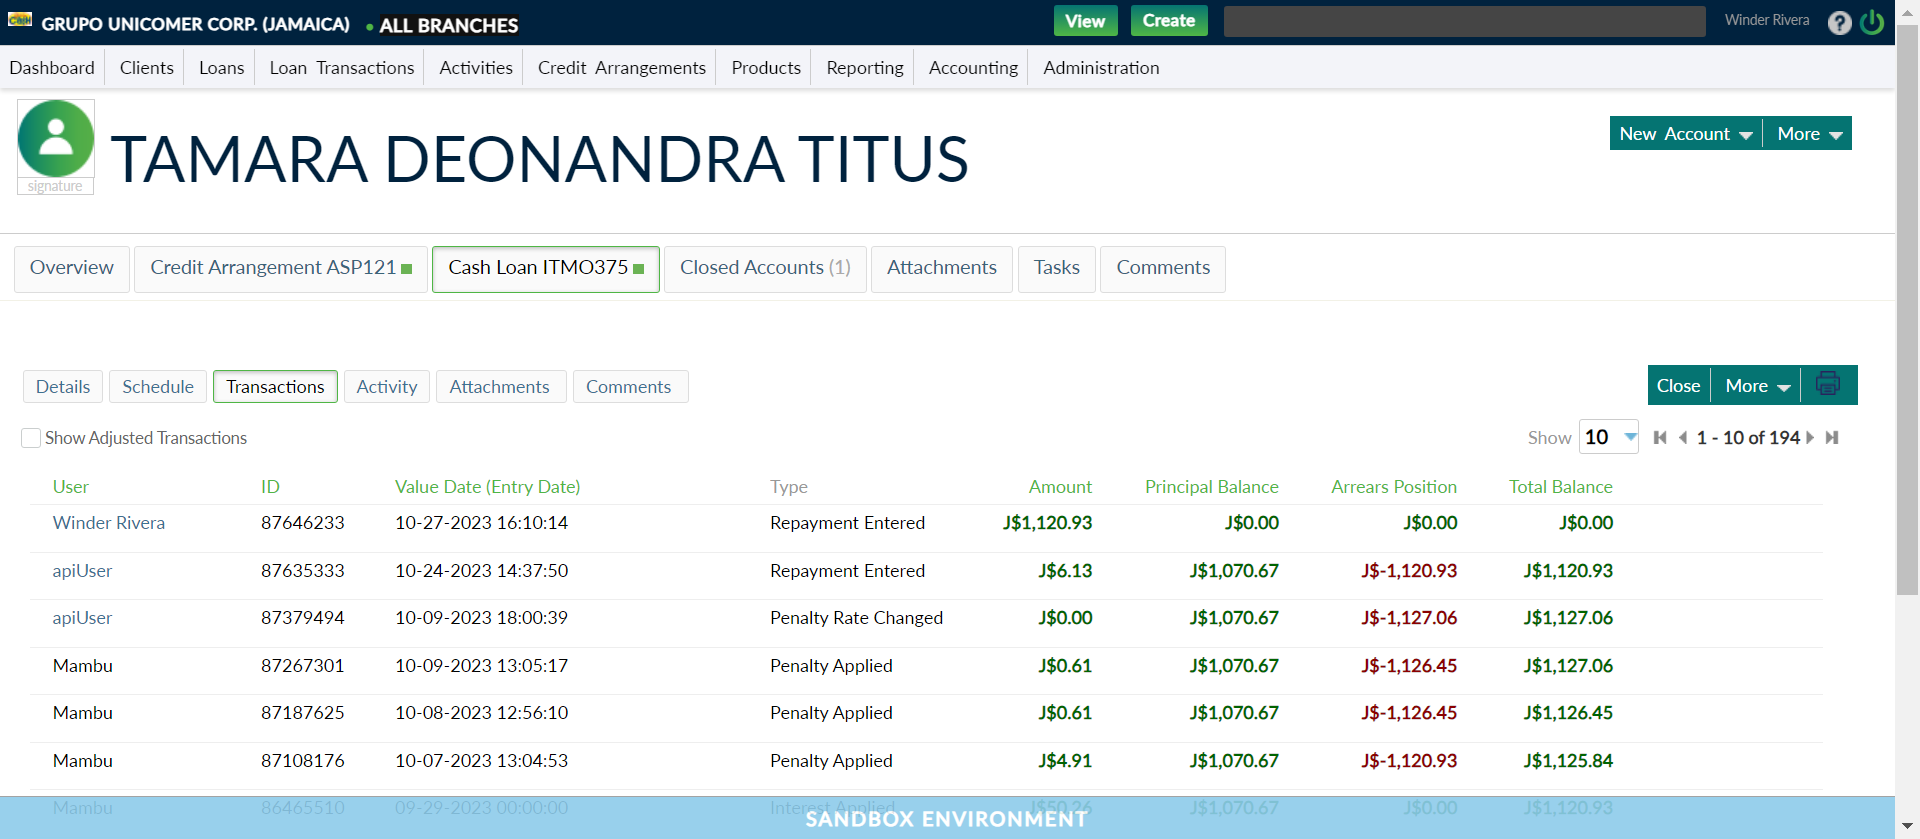 GRUPO UNICOMER CORP. (JAMAICA) • ALL BRANCHES View Create Winder Rivera ?
Dashboard Clients Loans Loan Transactions Activities Credit Arrangements Products Reporting Accounting Administration
signature
TAMARA DEONANDRA TITUS
New Account More
Overview Credit Arrangement ASP121 Cash Loan ITMO375 Closed Accounts (1) Attachments Tasks Comments
Details Schedule Transactions Activity Attachments Comments Close More
Show Adjusted Transactions Show 10 1 - 10 of 194
User ID Value Date (Entry Date) Type Amount Principal Balance Arrears Position Total Balance
Winder Rivera 87646233 10-27-2023 16:10:14 Repayment Entered J$1,120.93 J$0.00 J$0.00 J$0.00
apiUser 87635333 10-24-2023 14:37:50 Repayment Entered J$6.13 J$1,070.67 J$-1,120.93 J$1,120.93
apiUser 87379494 10-09-2023 18:00:39 Penalty Rate Changed J$0.00 J$1,070.67 J$-1,127.06 J$1,127.06
Mambu 87267301 10-09-2023 13:05:17 Penalty Applied J$0.61 J$1,070.67 J$-1,126.45 J$1,127.06
Mambu 87187625 10-08-2023 12:56:10 Penalty Applied J$0.61 J$1,070.67 J$-1,126.45 J$1,126.45
Mambu 87108176 10-07-2023 13:04:53 Penalty Applied J$4.91 J$1,070.67 J$-1,120.93 J$1,125.84
Mambu 86465510 09-29-2023 00:00:00 Interest Applied J$50.26 J$1,070.67 J$0.00 J$1,120.93
SANDBOX ENVIRONMENT